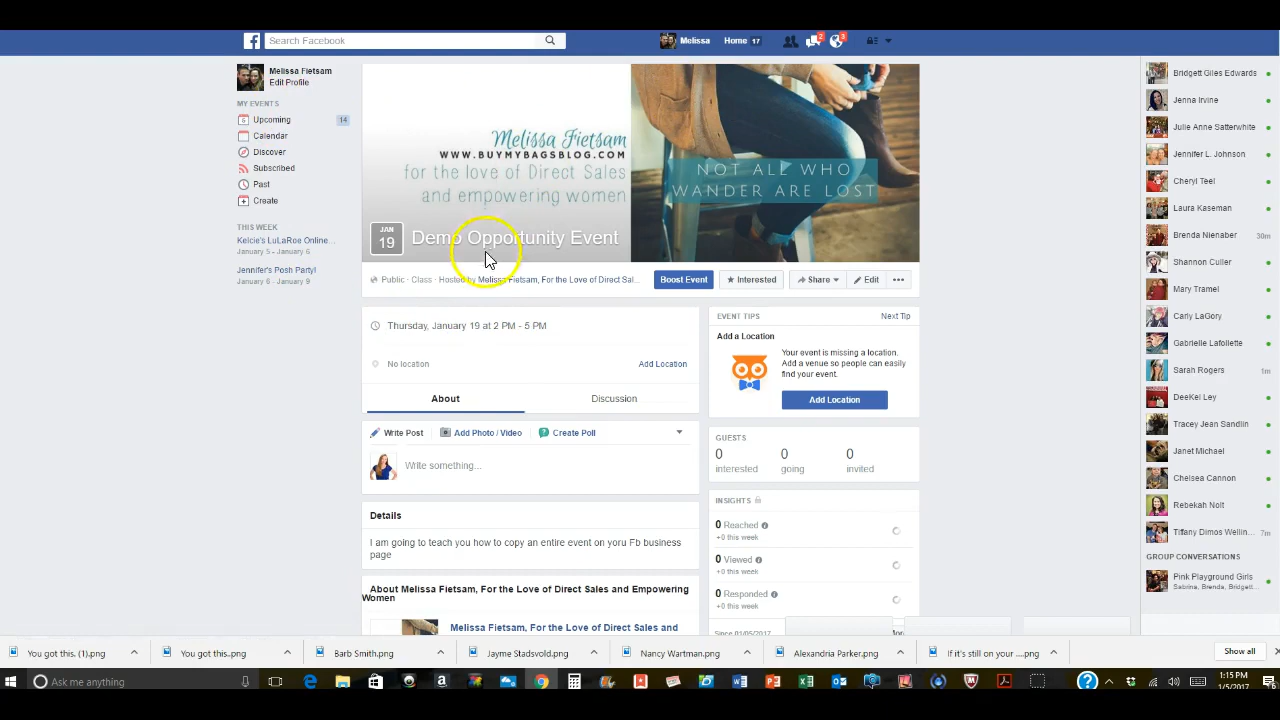 Search Facebook
Melissa
Home 17
2
3
Melissa Fietsam
Edit Profile
MY EVENTS
Upcoming 14
Calendar
Discover
Subscribed
Past
Create
THIS WEEK
Kelcie's LuLaRoe Online...
January 5 - January 6
Jennifer's Posh Party!
January 6 - January 9
Melissa Fietsam
WWW.BUYMYBAGSBLOG.COM
for the love of Direct Sales
and empowering women
NOT ALL WHO
WANDER ARE LOST
JAN
19
Demo Opportunity Event
Public · Class · Hosted by Melissa Fietsam, For the Love of Direct Sal...
Boost Event
Interested
Share
Edit
Thursday, January 19 at 2 PM - 5 PM
No location
Add Location
About
Discussion
Write Post
Add Photo / Video
Create Poll
Write something...
Details
I am going to teach you how to copy an entire event on yoru Fb business
page
About Melissa Fietsam, For the Love of Direct Sales and Empowering
Women
Melissa Fietsam, For the Love of Direct Sales and
EVENT TIPS
Next Tip
Add a Location
Your event is missing a location.
Add a venue so people can easily
find your event.
Add Location
GUESTS
0 0 0
interested going invited
INSIGHTS
0 Reached
+0 this week
0 Viewed
+0 this week
0 Responded
+0 this week
Since 01/05/2017
Bridgett Giles Edwards
Jenna Irvine
Julie Anne Satterwhite
Jennifer L. Johnson
Cheryl Teel
Laura Kaseman
Brenda Nienaber 30m
Shannon Culler
Mary Tramel
Carly LaGory
Gabrielle Lafollette
Sarah Rogers 1m
DeeKel Ley
Tracey Jean Sandlin
Janet Michael
Chelsea Cannon
Rebekah Nolt
Tiffany Dimos Wellin... 7m
GROUP CONVERSATIONS
Pink Playground Girls
Sabrina, Brenda, Bridgett...
You got this. (1).png
You got this..png
Barb Smith.png
Jayme Stadsvold.png
Nancy Wartman.png
Alexandria Parker.png
If it's still on your ....png
Show all
Ask me anything
1:15 PM
1/5/2017